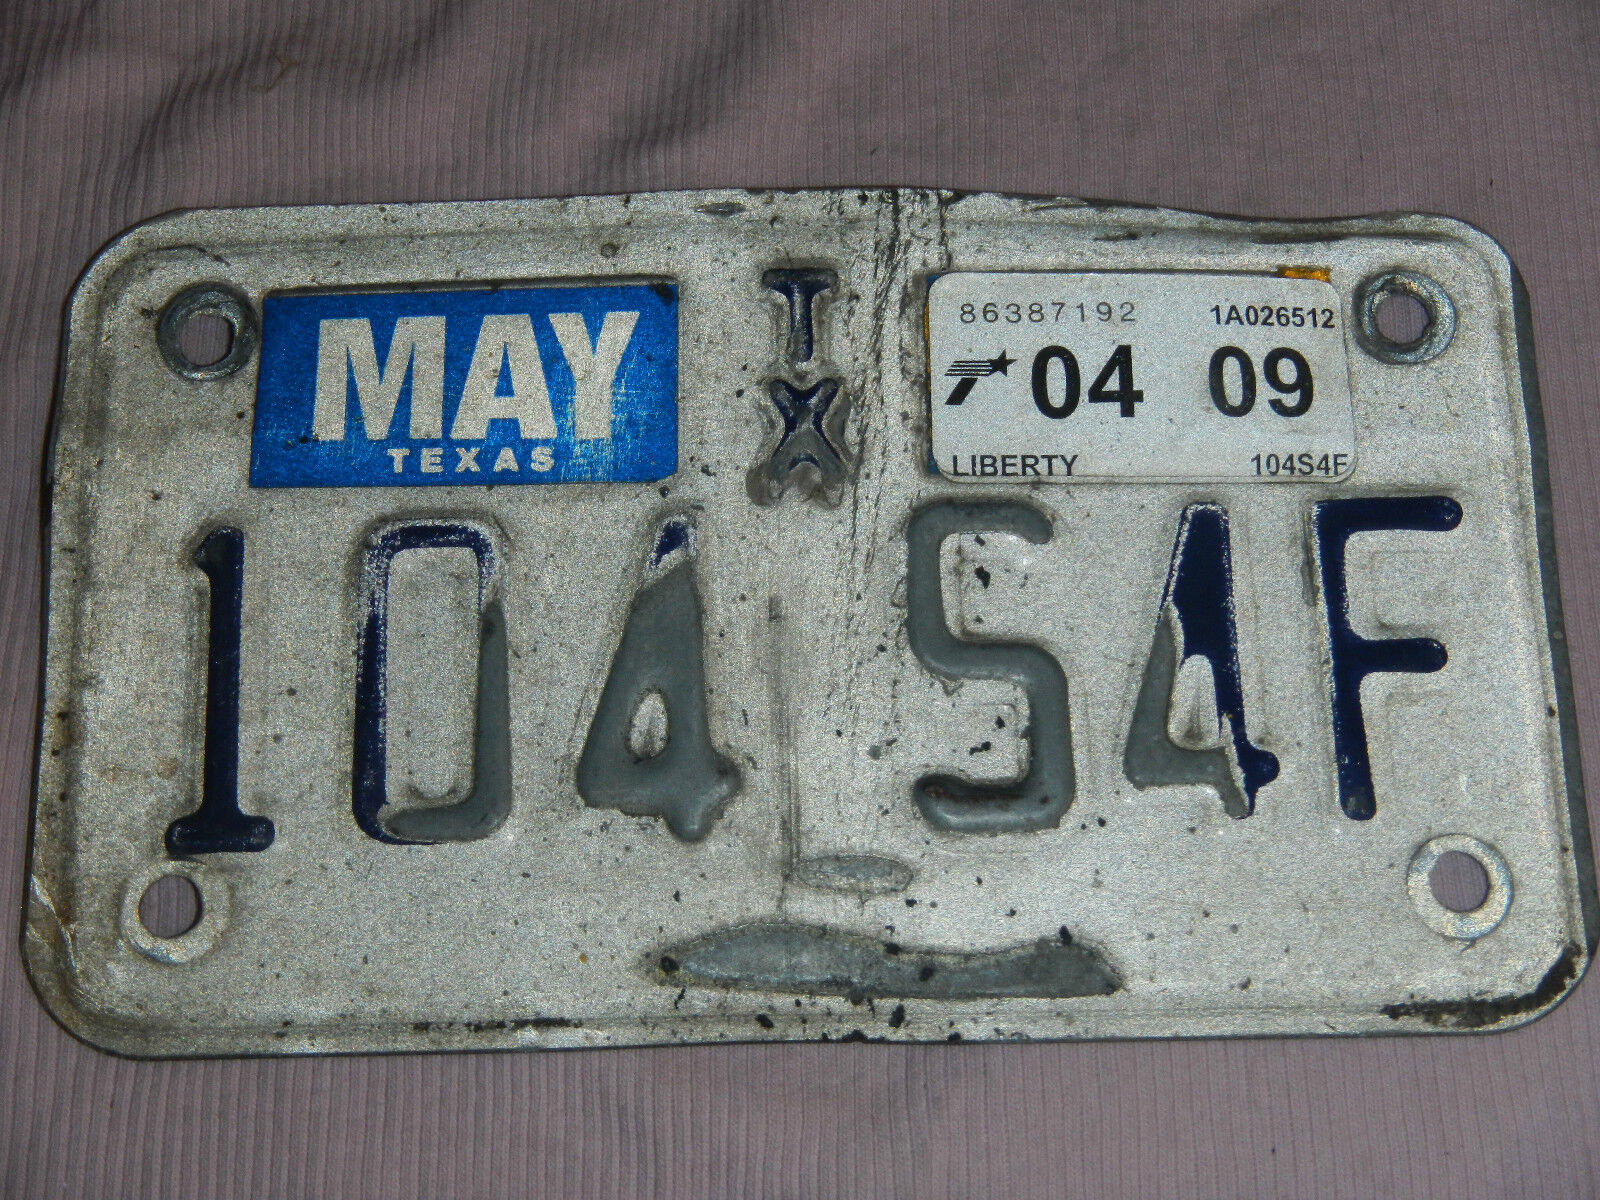 MAY
TEXAS
TX
86387192 1A026512
04 09
LIBERTY 104S4F
104 S4F